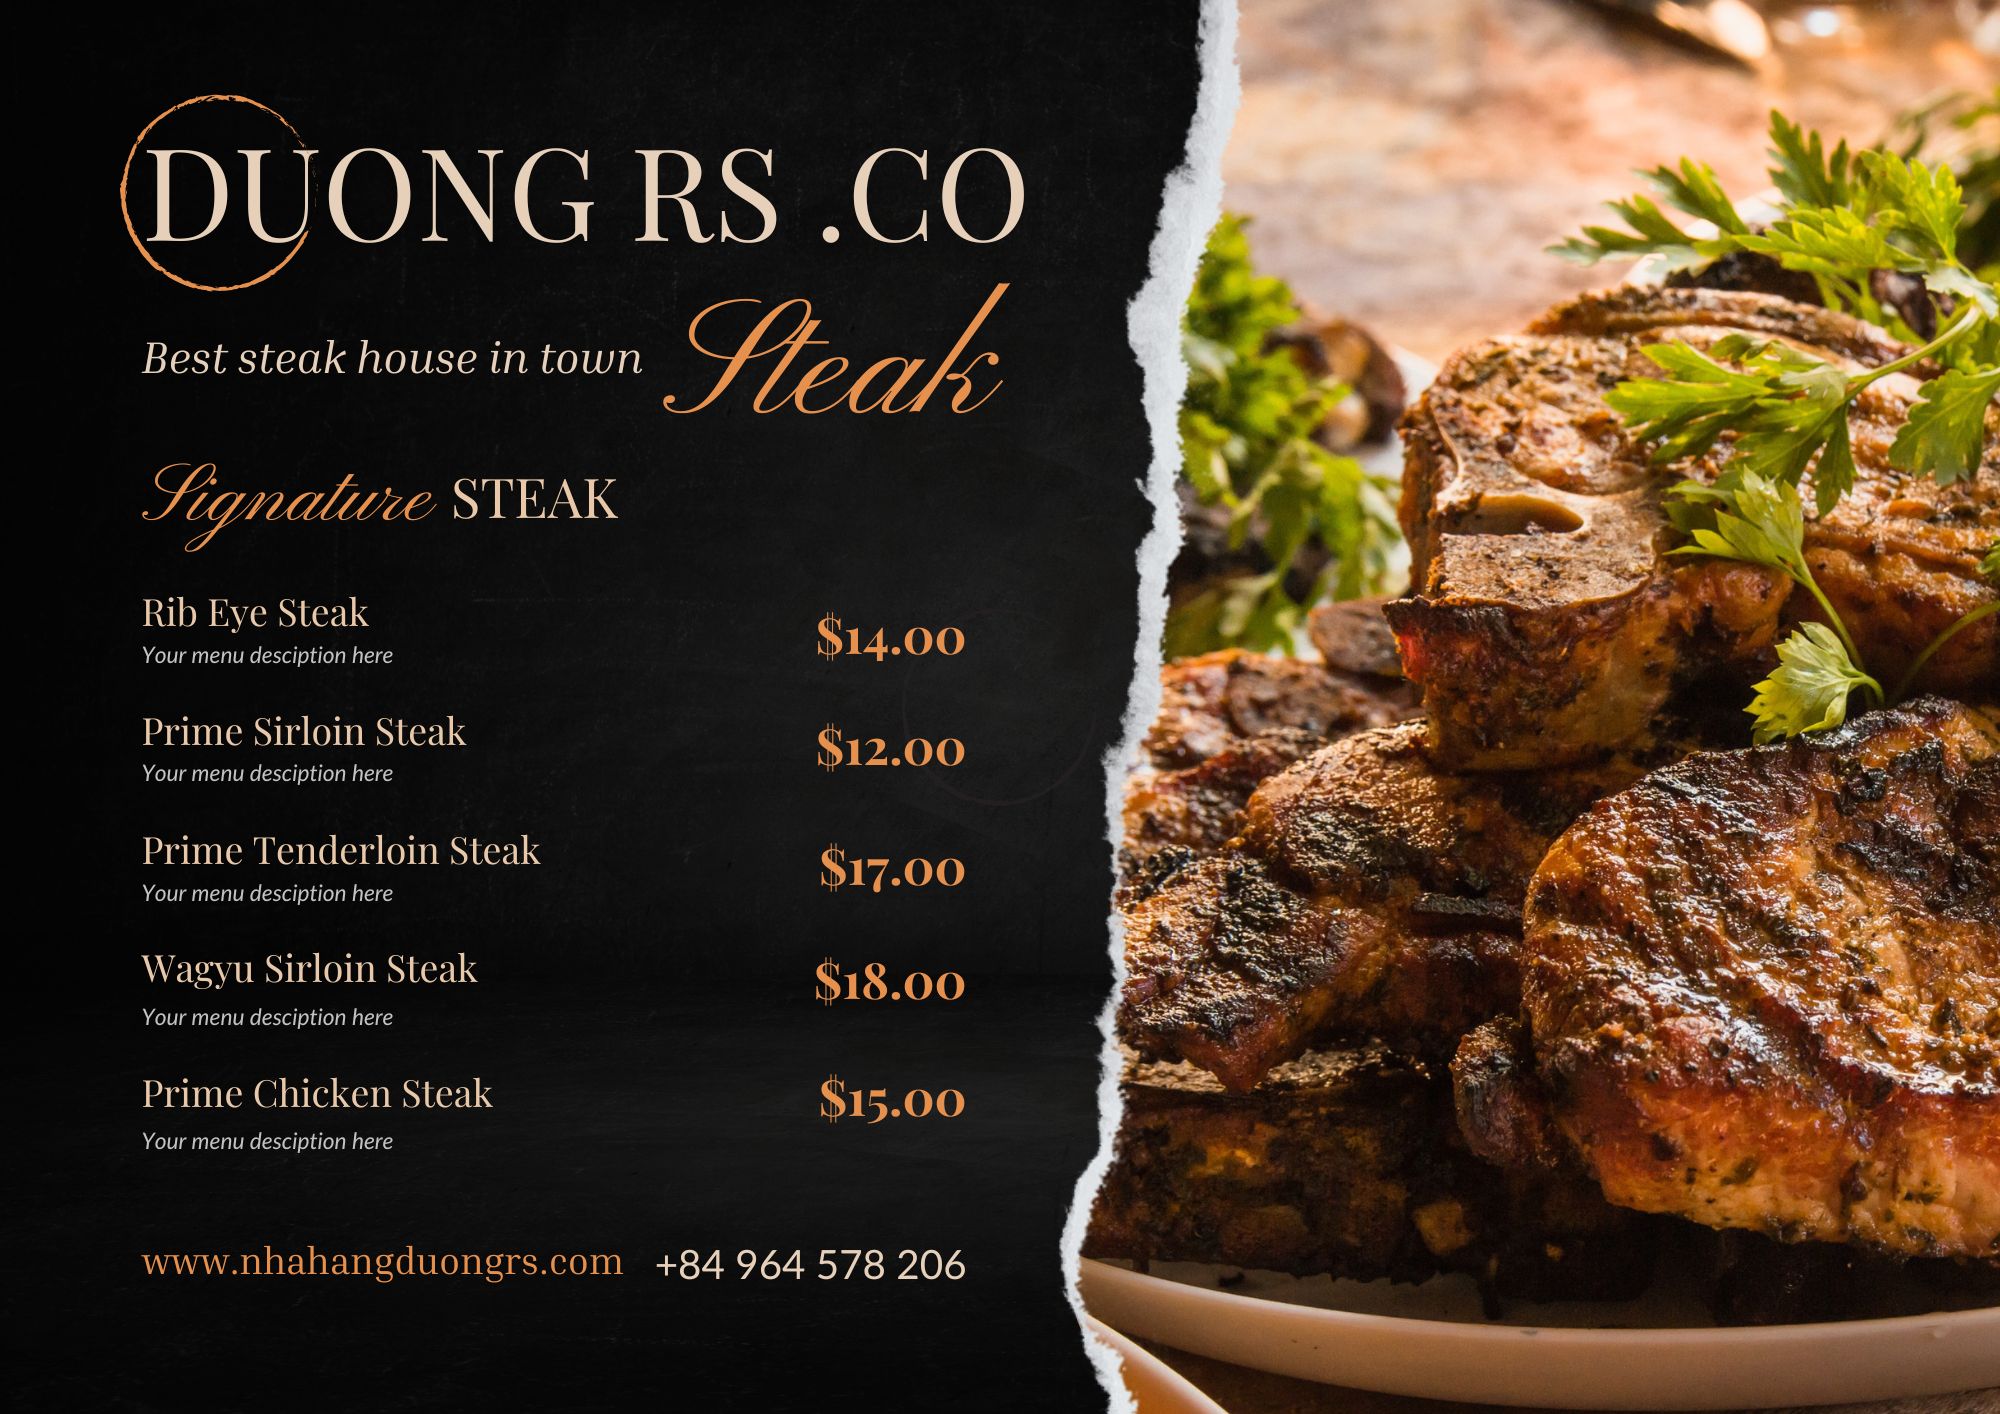 DUONG RS .CO
Best steak house in town
Steak
Signature STEAK
Rib Eye Steak
Your menu desciption here
$14.00
Prime Sirloin Steak
Your menu desciption here
$12.00
Prime Tenderloin Steak
Your menu desciption here
$17.00
Wagyu Sirloin Steak
Your menu desciption here
$18.00
Prime Chicken Steak
Your menu desciption here
$15.00
www.nhahangduongrs.com +84 964 578 206